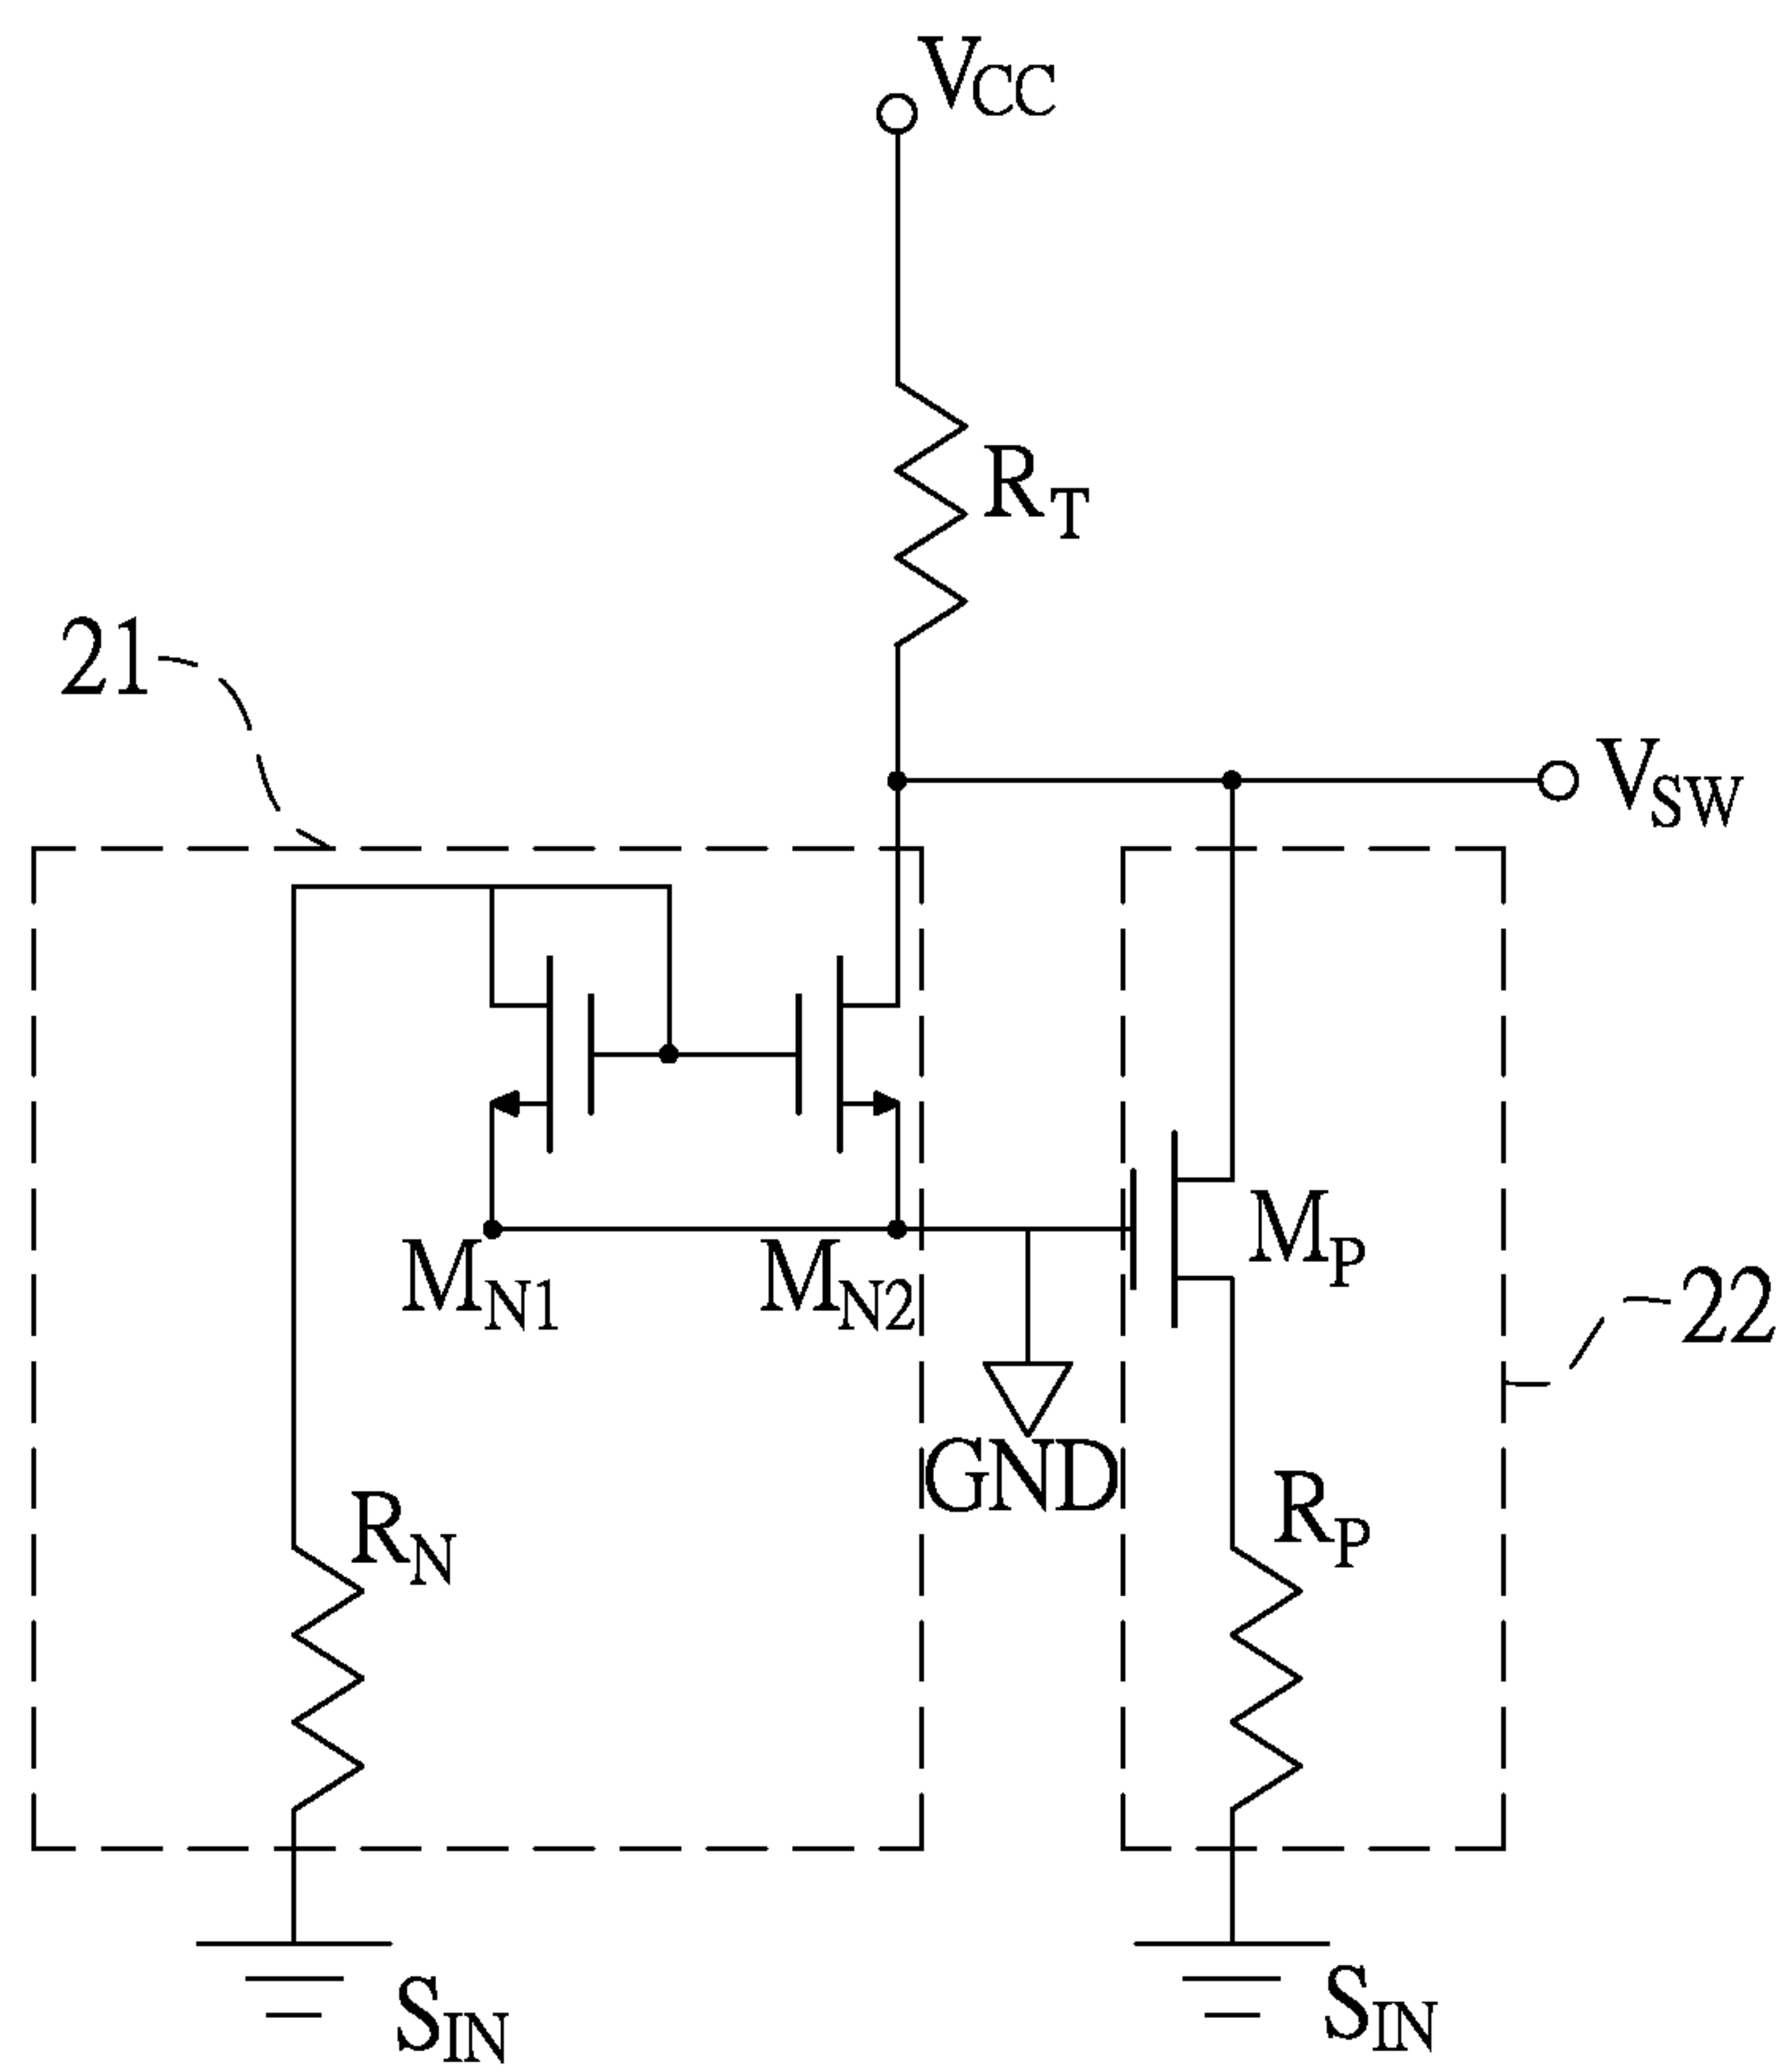 VCC
RT
21
VSW
MN1
MN2
MP
22
GND
RN
RP
SIN
SIN